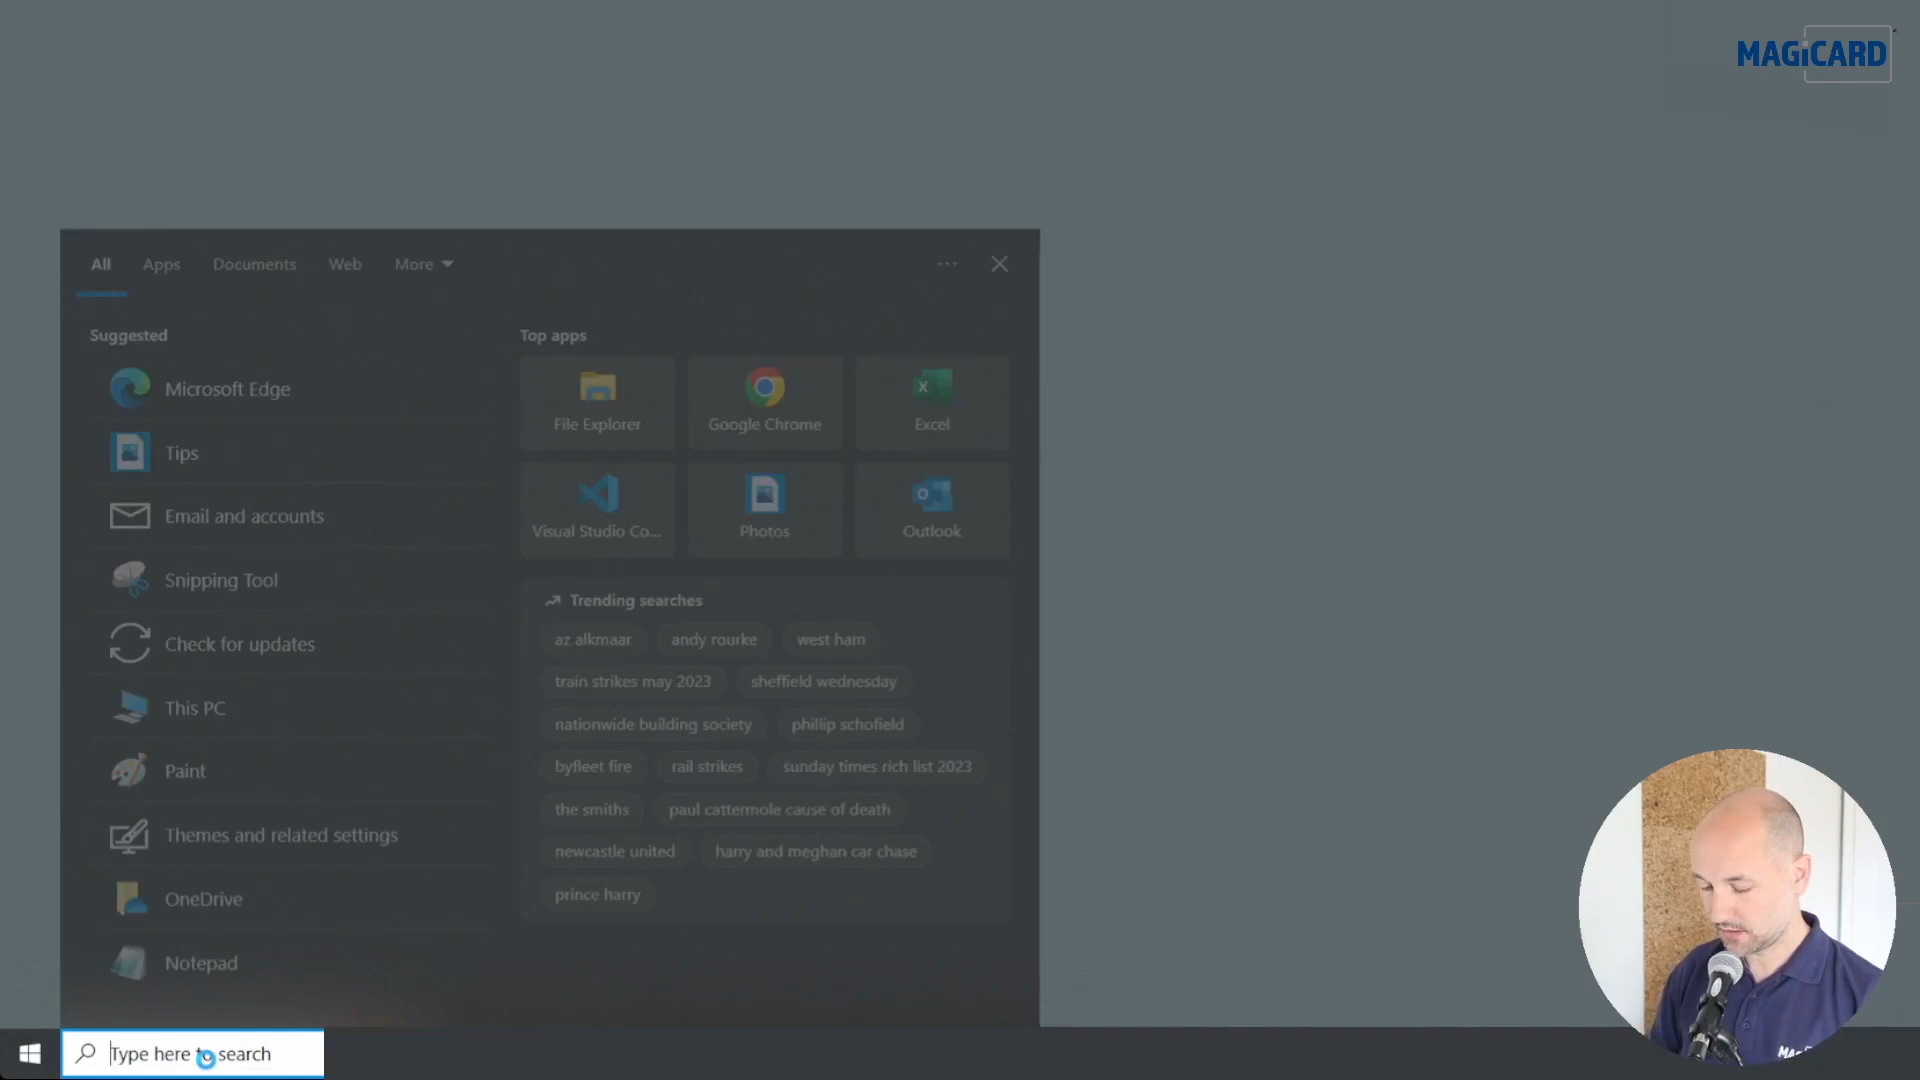 MAGiCARD
All Apps Documents Web More
Suggested
Microsoft Edge
Tips
Email and accounts
Snipping Tool
Check for updates
This PC
Paint
Themes and related settings
OneDrive
Notepad
Top apps
File Explorer Google Chrome Excel
Visual Studio Co... Photos Outlook
Trending searches
az alkmaar andy rourke west ham
train strikes may 2023 sheffield wednesday
nationwide building society phillip schofield
byfleet fire rail strikes sunday times rich list 2023
the smiths paul cattermole cause of death
newcastle united harry and meghan car chase
prince harry
Type here to search